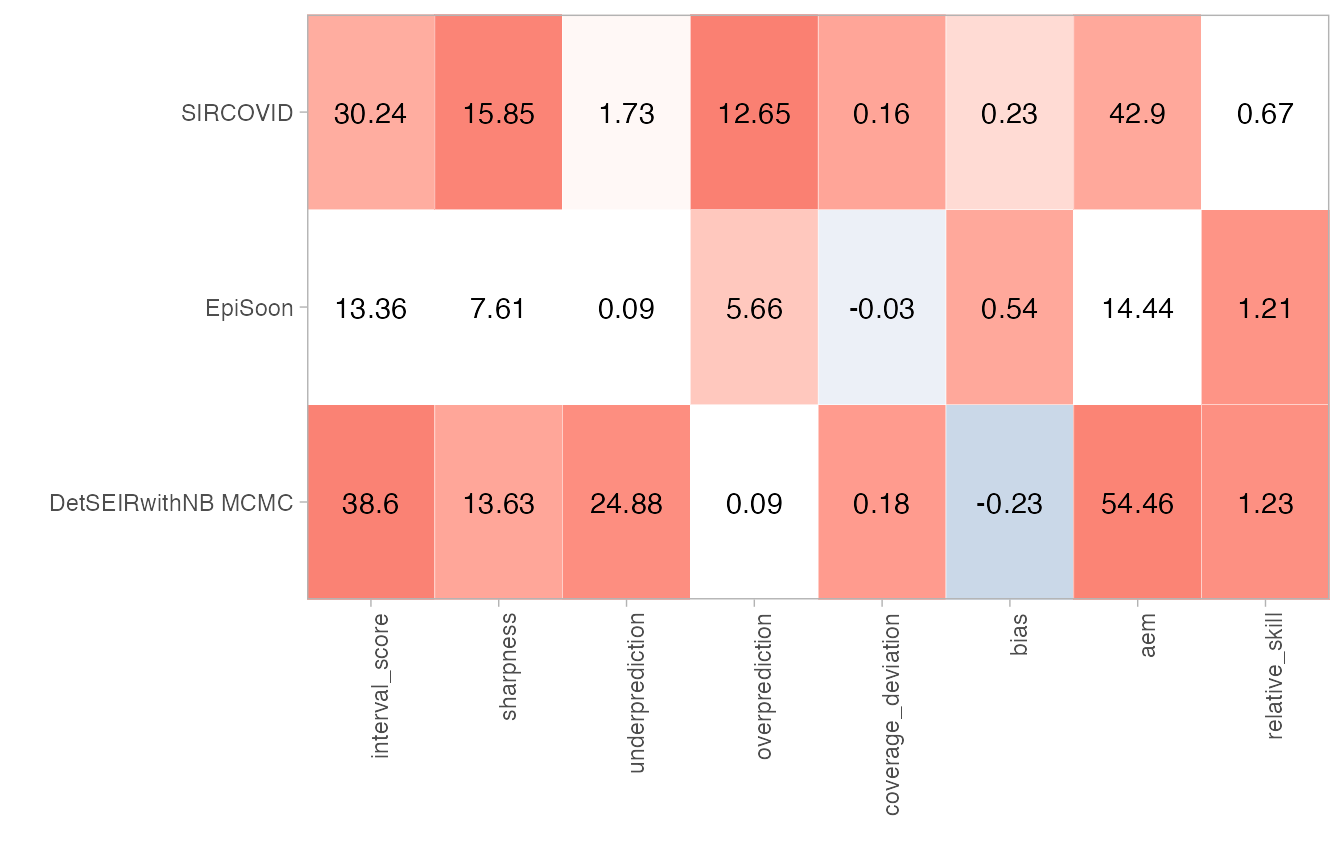 SIRCOVID 30.24 15.85 1.73 12.65 0.16 0.23 42.9 0.67
EpiSoon 13.36 7.61 0.09 5.66 -0.03 0.54 14.44 1.21
DetSEIRwithNB MCMC 38.6 13.63 24.88 0.09 0.18 -0.23 54.46 1.23
interval_score
sharpness
underprediction
overprediction
coverage_deviation
bias
aem
relative_skill